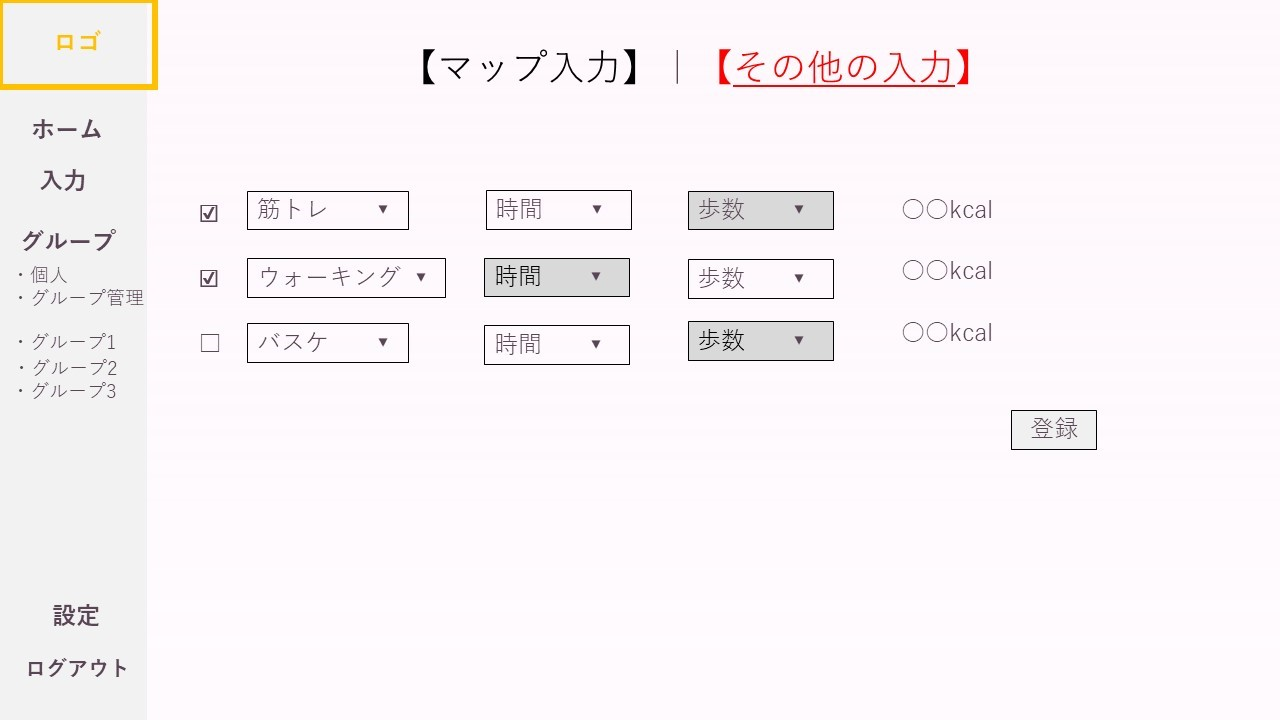 ロゴ
【マップ入力】｜【その他の入力】
ホーム
入力
グループ
・個人
・グループ管理
・グループ1
・グループ2
・グループ3
設定
ログアウト
☑ 筋トレ ▼ 時間 ▼ 歩数 ▼ 〇〇kcal
☑ ウォーキング ▼ 時間 ▼ 歩数 ▼ 〇〇kcal
□ バスケ ▼ 時間 ▼ 歩数 ▼ 〇〇kcal
登録